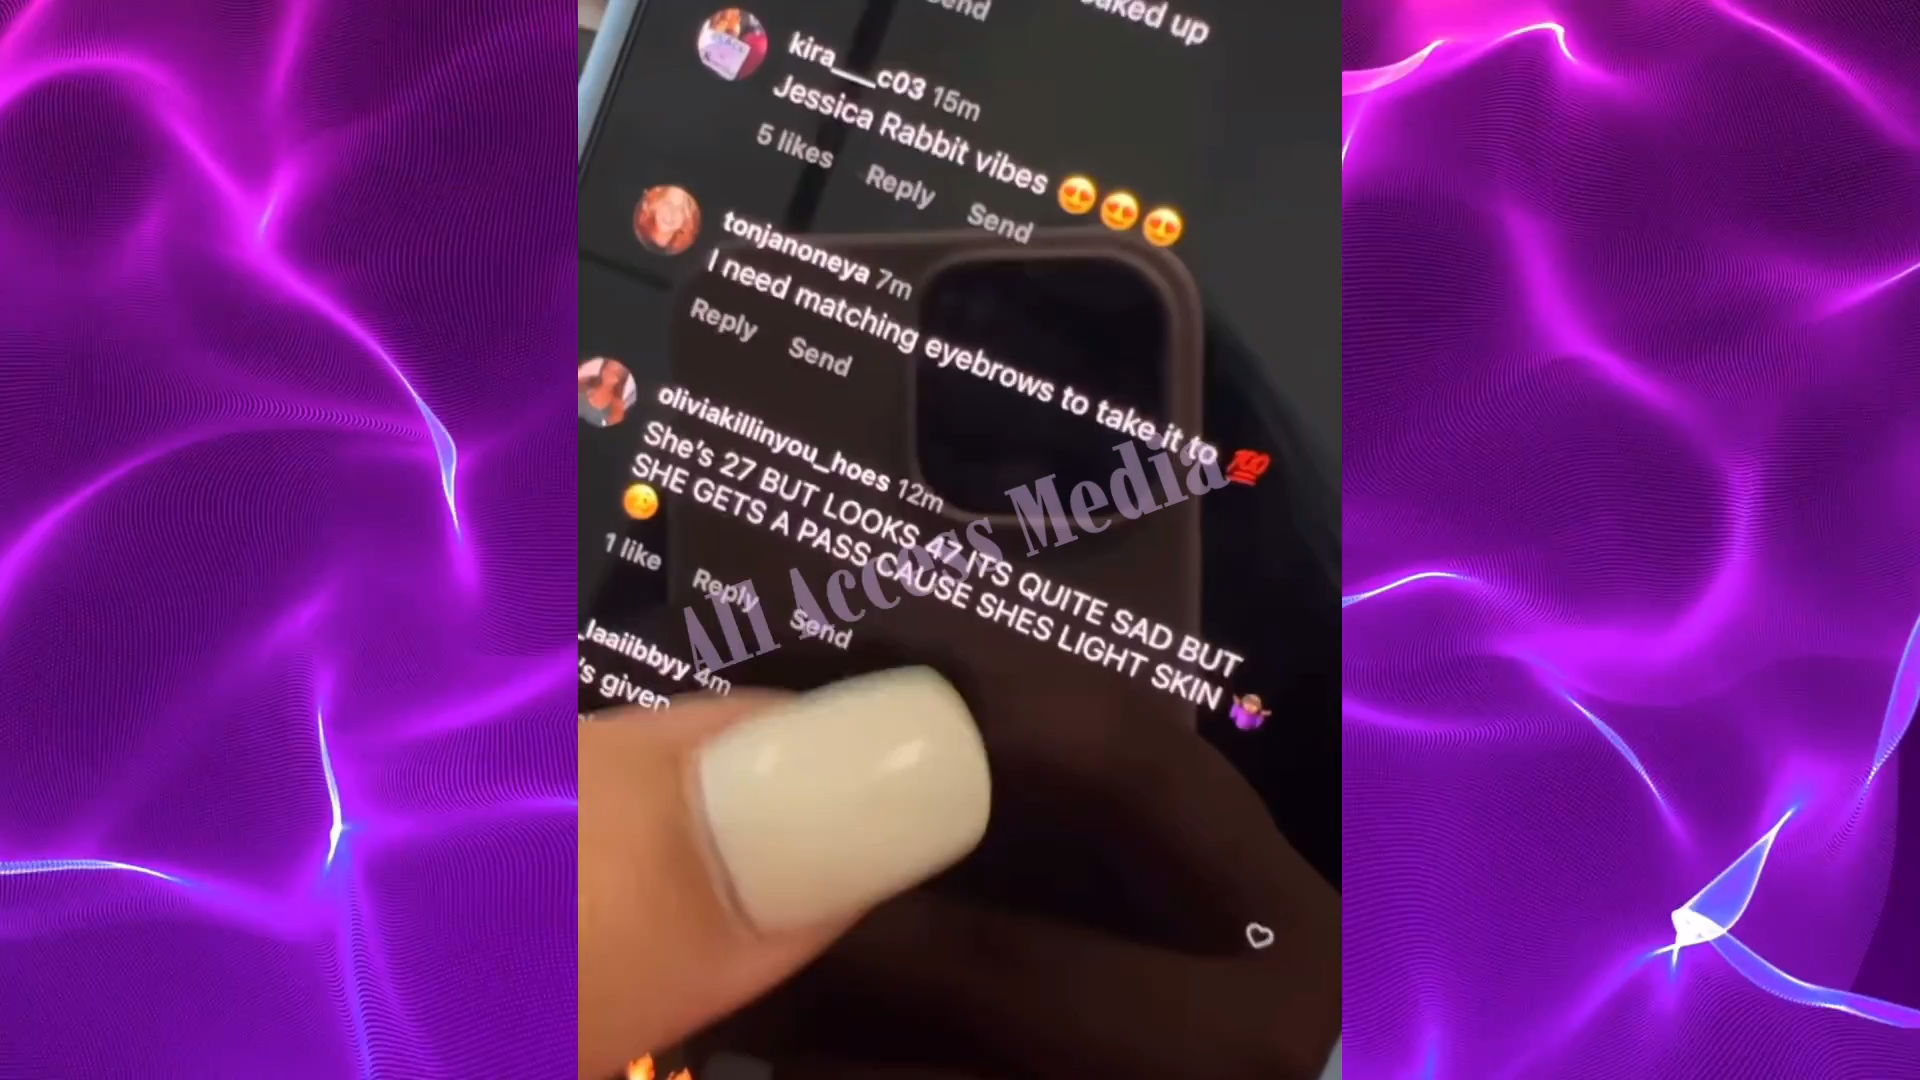 Send
aked up
kira___c03 15m
Jessica Rabbit vibes 😍😍😍
5 likes Reply Send
tonjanoneya 7m
I need matching eyebrows to take it to 💯
Reply Send
oliviakillinyou_hoes 12m
She's 27 BUT LOOKS 47 ITS QUITE SAD BUT
SHE GETS A PASS CAUSE SHES LIGHT SKIN 🤷🏽‍♀️
🥴
1 like Reply Send
_laaiibbyy 4m
's given
All Access Media